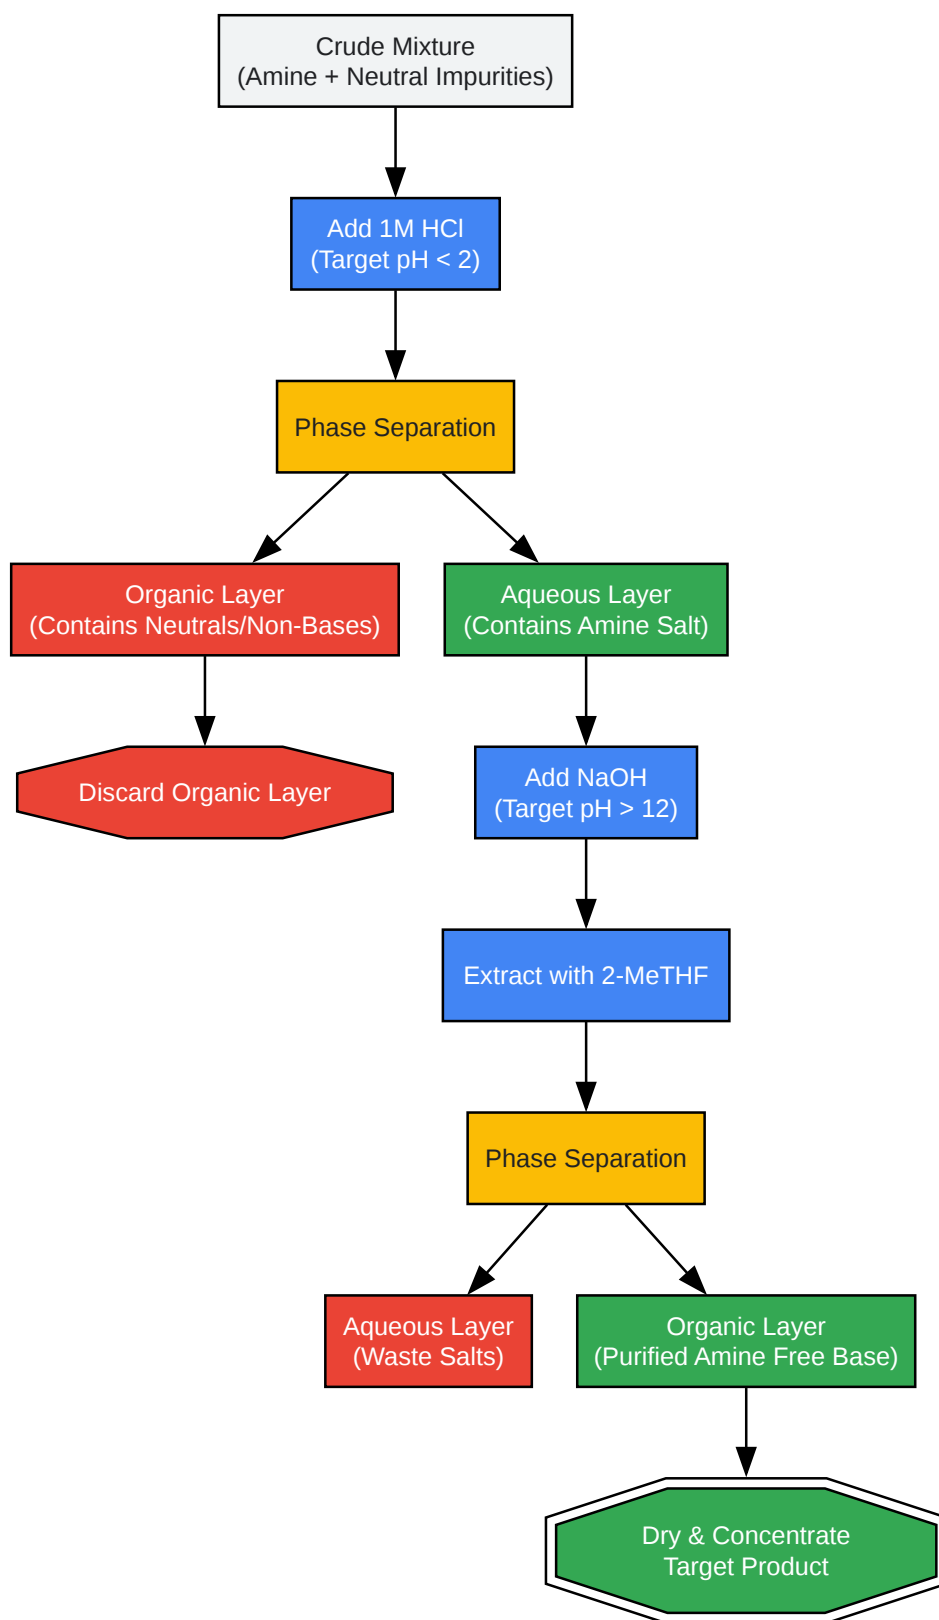 Crude Mixture
(Amine + Neutral Impurities)
Add 1M HCl
(Target pH < 2)
Phase Separation
Organic Layer
(Contains Neutrals/Non-Bases)
Aqueous Layer
(Contains Amine Salt)
Discard Organic Layer
Add NaOH
(Target pH > 12)
Extract with 2-MeTHF
Phase Separation
Aqueous Layer
(Waste Salts)
Organic Layer
(Purified Amine Free Base)
Dry & Concentrate
Target Product